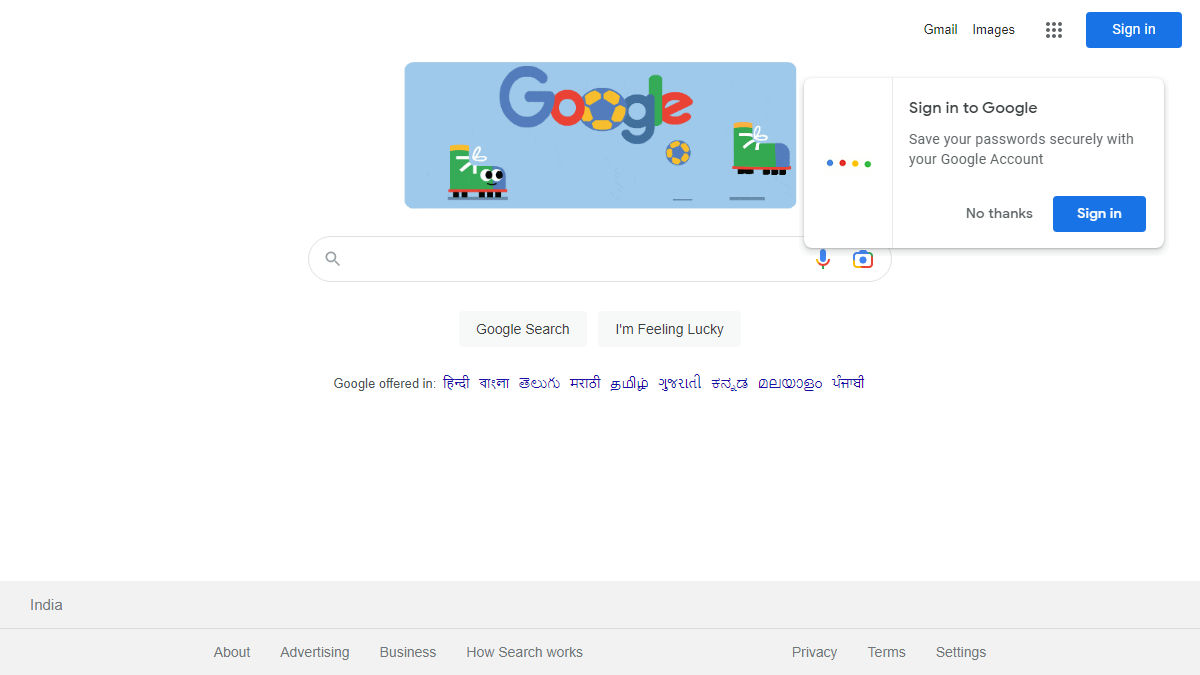 Gmail Images Sign in
Google
Sign in to Google
Save your passwords securely with
your Google Account
No thanks Sign in
Google Search I'm Feeling Lucky
Google offered in: हिन्दी বাংলা తెలుగు मराठी தமிழ் ગુજરાતી ಕನ್ನಡ മലയാളം ਪੰਜਾਬੀ
India
About Advertising Business How Search works Privacy Terms Settings